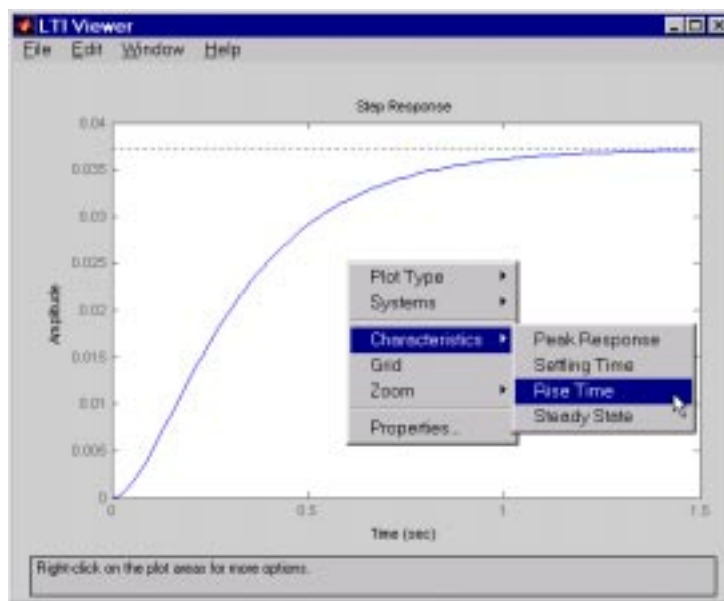 LTI Viewer
File Edit Window Help
Step Response
0.04
0.035
0.03
0.025
0.015
0.01
0.005
0
Amplitude
0
0.5
1
1.5
Time (sec)
Plot Type
Systems
Characteristics
Grid
Zoom
Properties...
Peak Response
Settling Time
Rise Time
Steady State
Right-click on the plot areas for more options.